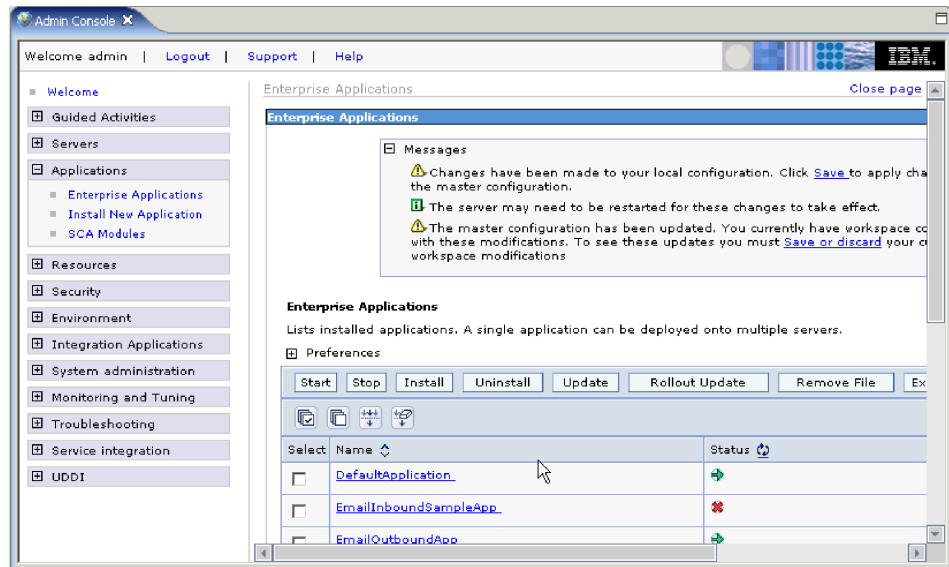 Admin Console
Welcome admin | Logout | Support | Help
IBM.
Welcome
Guided Activities
Servers
Applications
Enterprise Applications
Install New Application
SCA Modules
Resources
Security
Environment
Integration Applications
System administration
Monitoring and Tuning
Troubleshooting
Service integration
UDDI
Enterprise Applications Close page
Enterprise Applications
Messages
Changes have been made to your local configuration. Click Save to apply cha
the master configuration.
The server may need to be restarted for these changes to take effect.
The master configuration has been updated. You currently have workspace co
with these modifications. To see these updates you must Save or discard your
workspace modifications
Enterprise Applications
Lists installed applications. A single application can be deployed onto multiple servers.
Preferences
Start Stop Install Uninstall Update Rollout Update Remove File Ex
Select Name Status
DefaultApplication
EmailInboundSampleApp
EmailOutboundApp